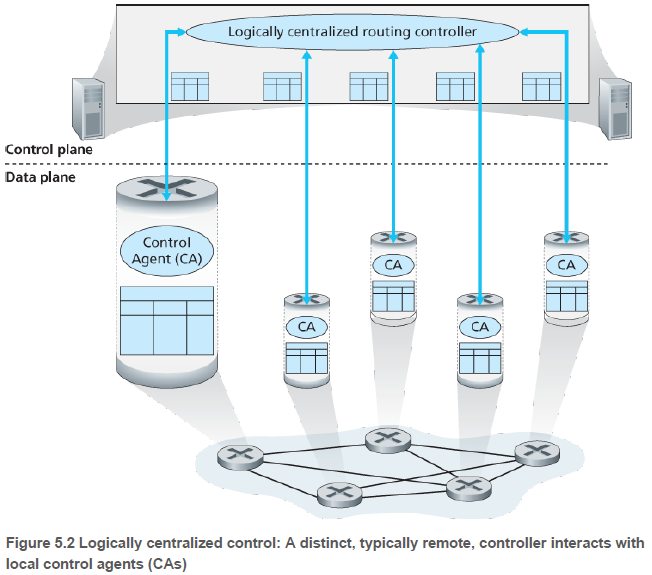 Logically centralized routing controller
Control plane
Data plane
Control
Agent (CA)
CA
CA
CA
CA
Figure 5.2 Logically centralized control: A distinct, typically remote, controller interacts with
local control agents (CAs)